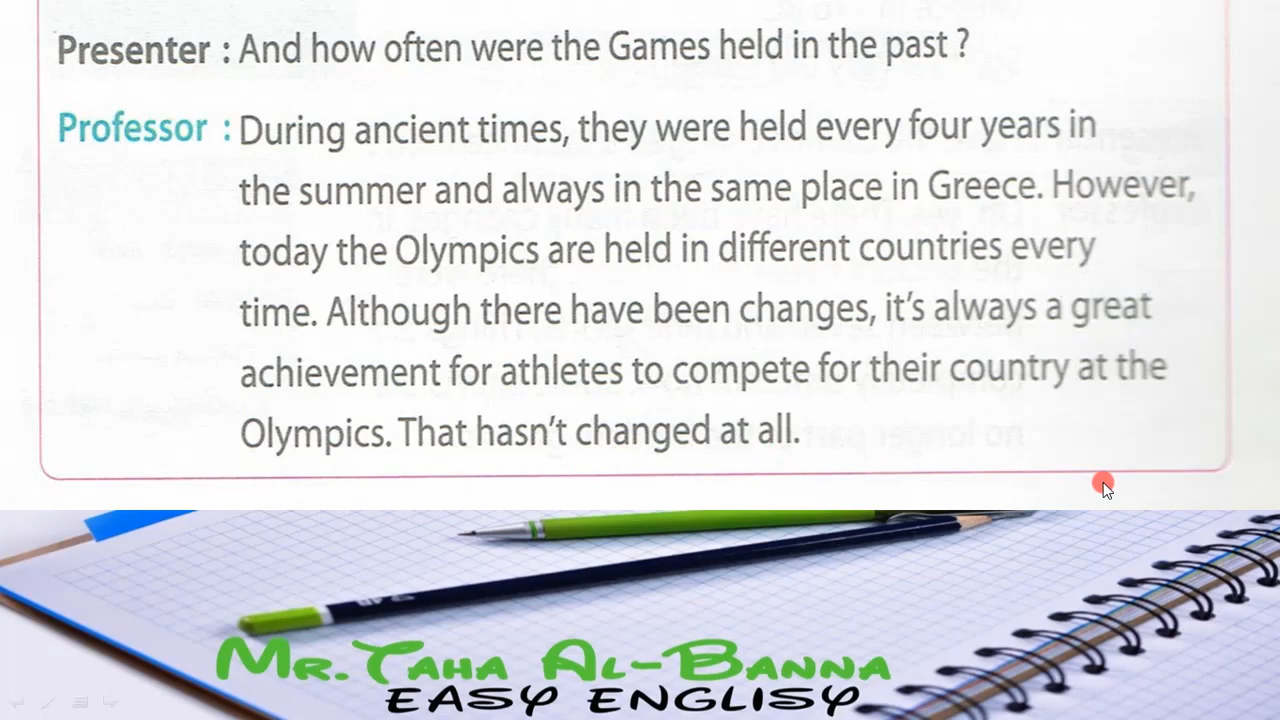 Presenter : And how often were the Games held in the past ?
Professor : During ancient times, they were held every four years in
the summer and always in the same place in Greece. However,
today the Olympics are held in different countries every
time. Although there have been changes, it's always a great
achievement for athletes to compete for their country at the
Olympics. That hasn't changed at all.
Mr. Taha Al-Banna
EASY ENGLISY